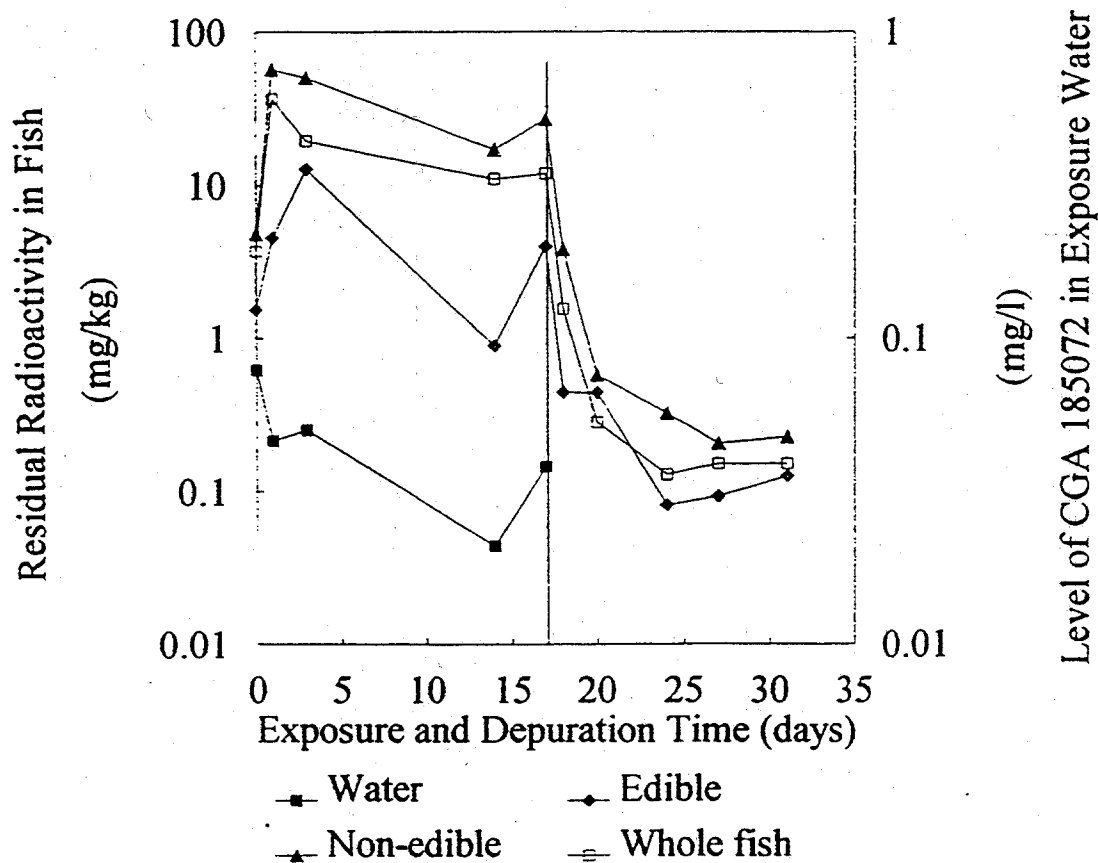 Residual Radioactivity in Fish
(mg/kg)
100
10
1
0.1
0.01
1
0.1
0.01
(mg/l)
Level of CGA 185072 in Exposure Water
0 5 10 15 20 25 30 35
Exposure and Depuration Time (days)
Water Edible
Non-edible Whole fish